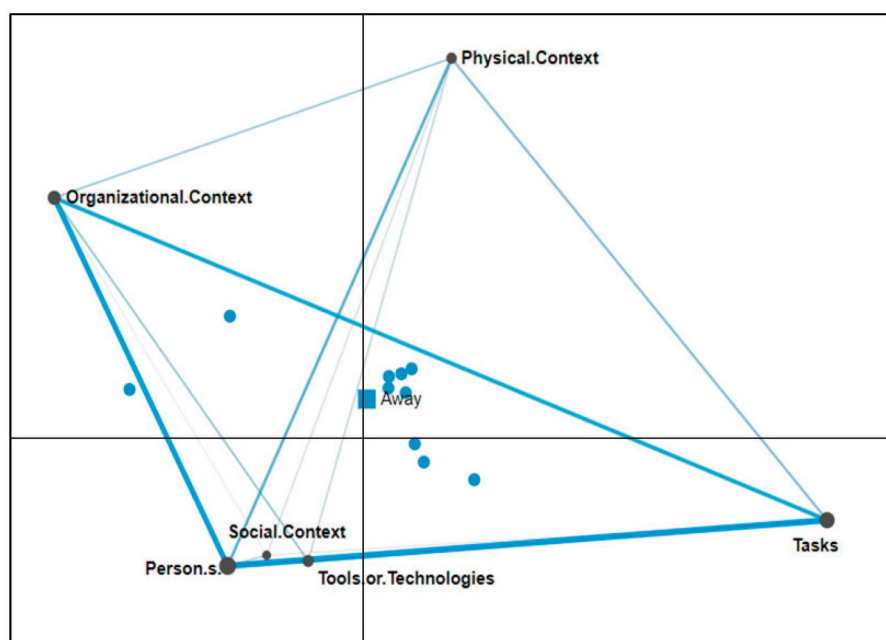 Physical.Context
Organizational.Context
Away
Social.Context
Person.s.
Tools.or.Technologies
Tasks